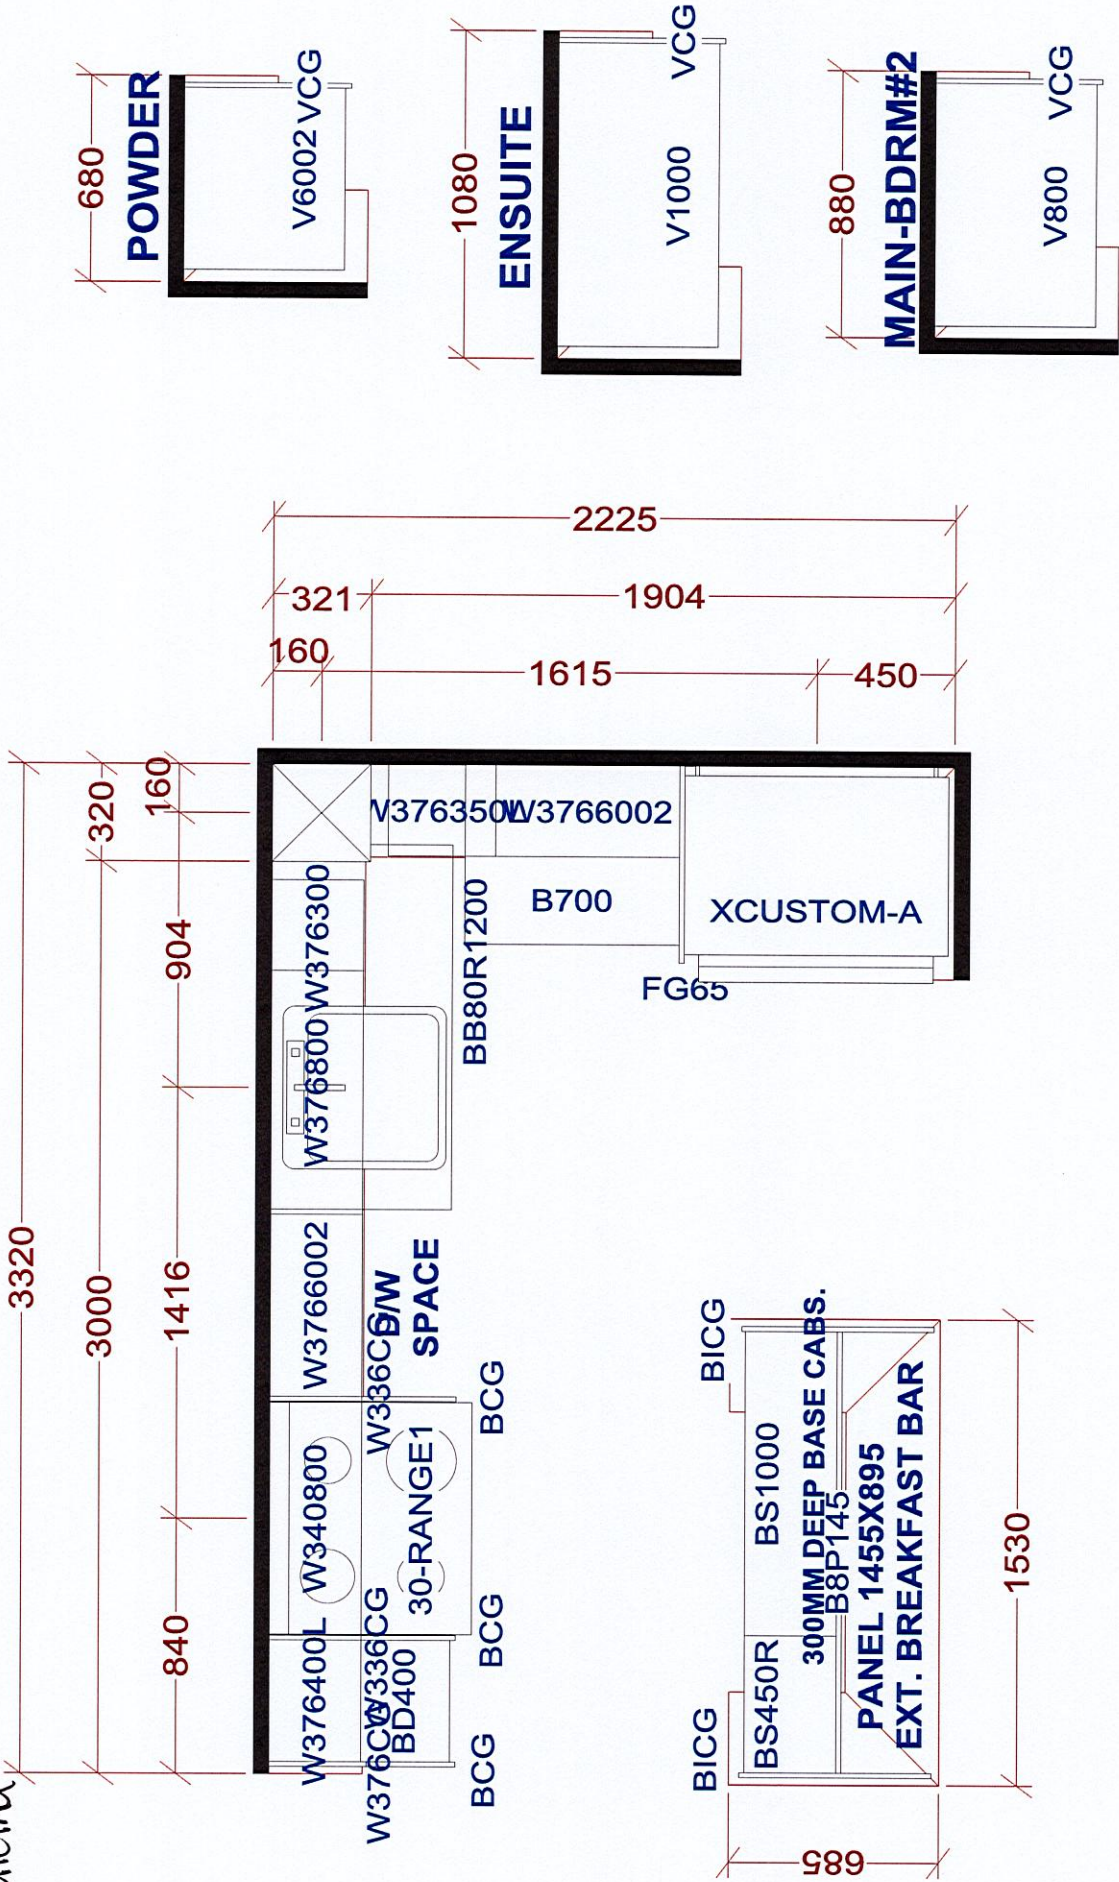 680
POWDER
V6002 VCG
1080
ENSUITE
V1000
VCG
880
MAIN-BDRM#2
V800
VCG
2225
321
1904
160
1615
450
3320
3000
320
160
904
1416
840
W376350L
W3766002
B700
XCUSTOM-A
FG65
BB80R1200
W376300
W376800
W3766002
D/W
SPACE
W336CG
BCG
W340800
30-RANGE1
W336CG
BCG
W376400L
BD400
W376CG
BCG
BICG
BS1000
300MM DEEP BASE CABS.
B8P145
PANEL 1455X895
EXT. BREAKFAST BAR
BS450R
BICG
1530
685